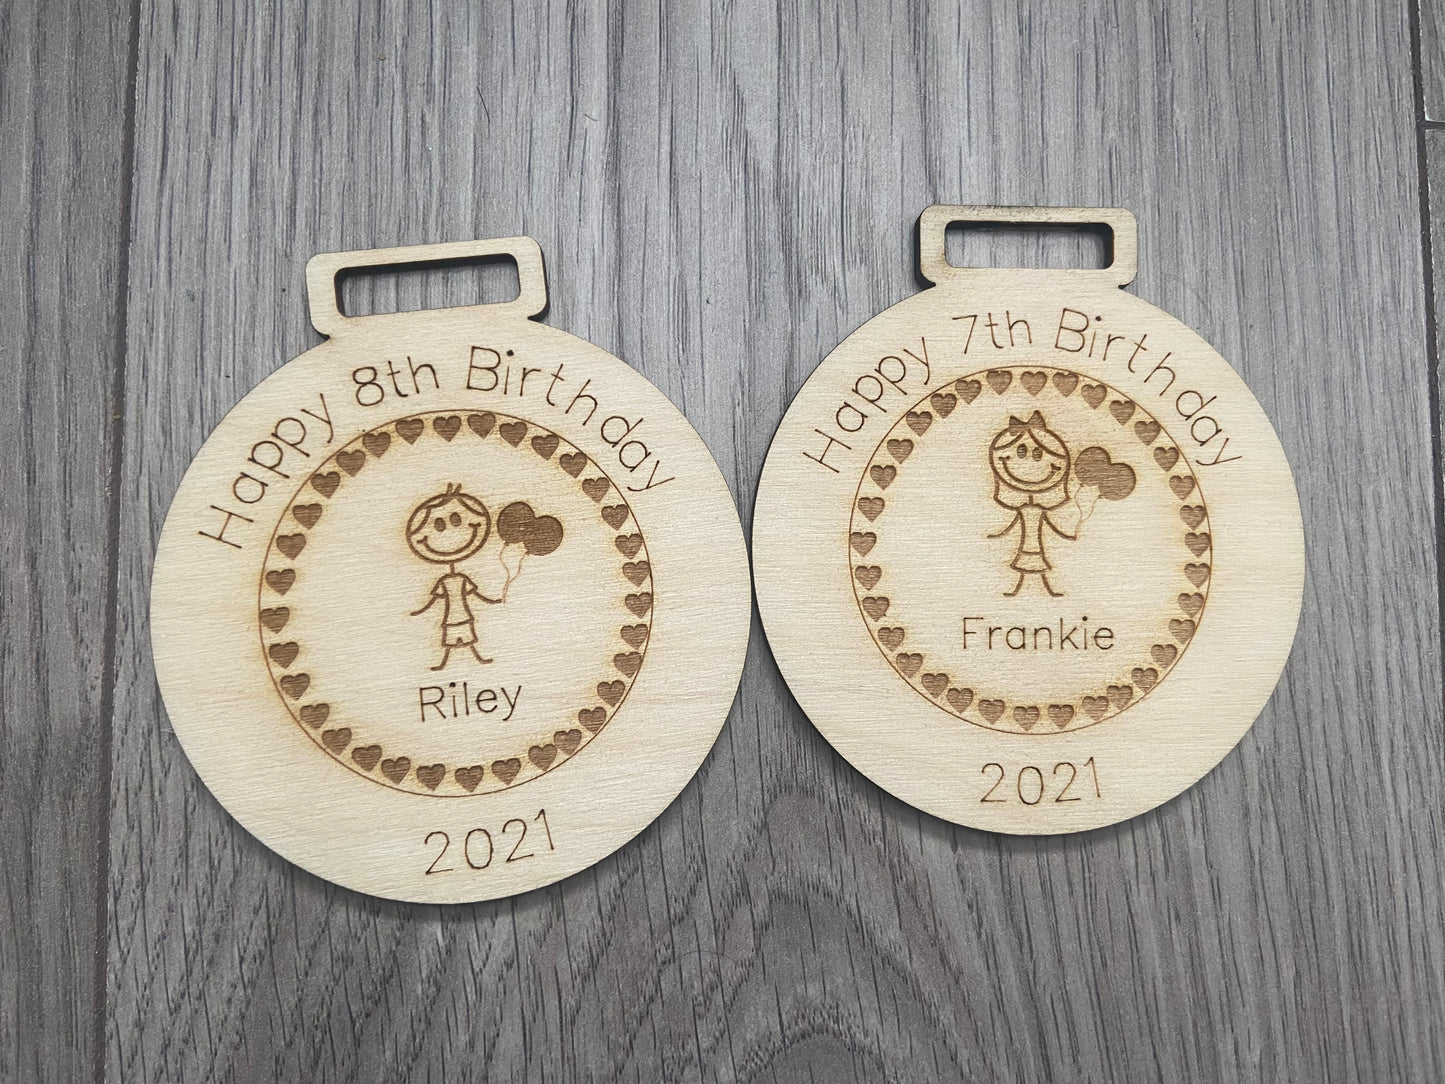 Happy 8th Birthday
Riley
2021
Happy 7th Birthday
Frankie
2021